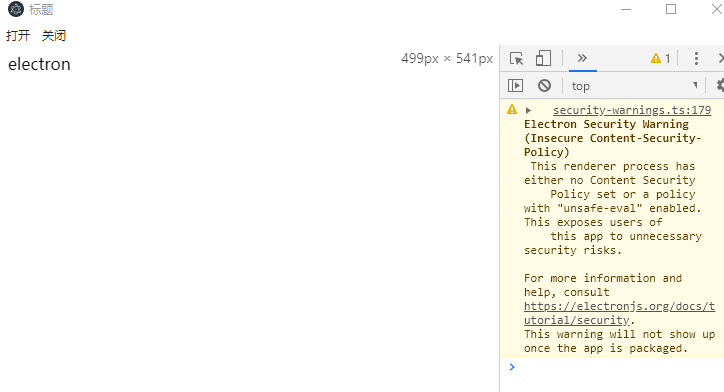 标题
打开 关闭
electron
499px × 541px
1
top
security-warnings.ts:179
Electron Security Warning
(Insecure Content-Security-
Policy)
This renderer process has
either no Content Security
Policy set or a policy
with "unsafe-eval" enabled.
This exposes users of
this app to unnecessary
security risks.
For more information and
help, consult
https://electronjs.org/docs/t
utorial/security.
This warning will not show up
once the app is packaged.